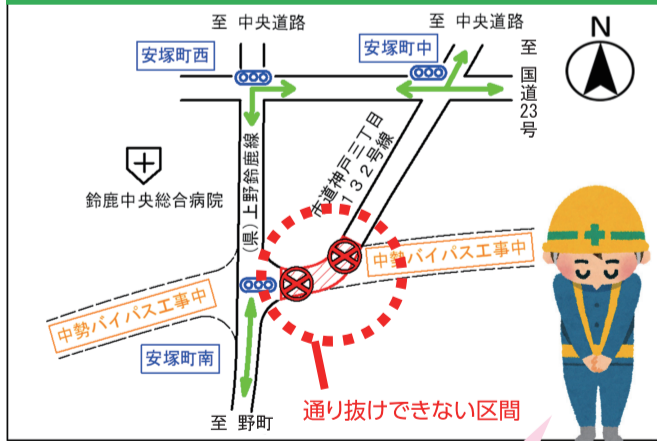 至 中央道路
至 中央道路
安塚町西
安塚町中
至 国道23号
N
(県)上野鈴鹿線
市道神戸三丁目
132号線
鈴鹿中央総合病院
中勢バイパス工事中
中勢バイパス工事中
安塚町南
至 野町
通り抜けできない区間